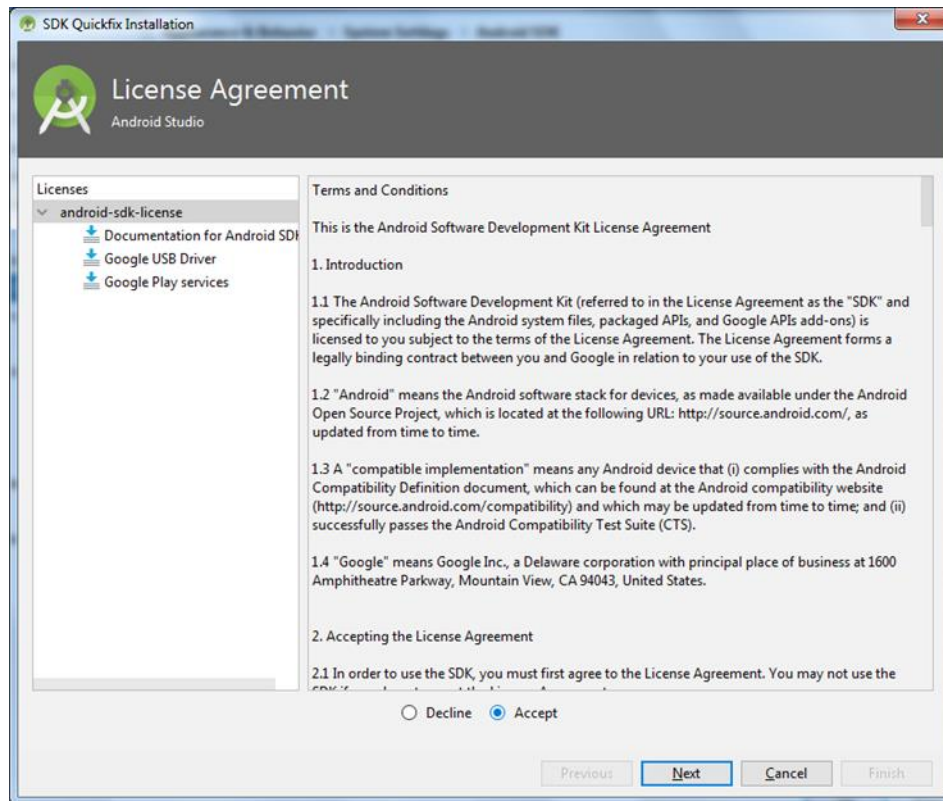 SDK Quickfix Installation
License Agreement
Android Studio
Licenses
android-sdk-license
Documentation for Android SD
Google USB Driver
Google Play services
Terms and Conditions
This is the Android Software Development Kit License Agreement
1. Introduction
1.1 The Android Software Development Kit (referred to in the License Agreement as the "SDK" and
specifically including the Android system files, packaged APIs, and Google APIs add-ons) is
licensed to you subject to the terms of the License Agreement. The License Agreement forms a
legally binding contract between you and Google in relation to your use of the SDK.
1.2 "Android" means the Android software stack for devices, as made available under the Android
Open Source Project, which is located at the following URL: http://source.android.com/, as
updated from time to time.
1.3 A "compatible implementation" means any Android device that (i) complies with the Android
Compatibility Definition document, which can be found at the Android compatibility website
(http://source.android.com/compatibility) and which may be updated from time to time; and (ii)
successfully passes the Android Compatibility Test Suite (CTS).
1.4 "Google" means Google Inc., a Delaware corporation with principal place of business at 1600
Amphitheatre Parkway, Mountain View, CA 94043, United States.
2. Accepting the License Agreement
2.1 In order to use the SDK, you must first agree to the License Agreement. You may not use the
Decline Accept
Previous Next Cancel Finish